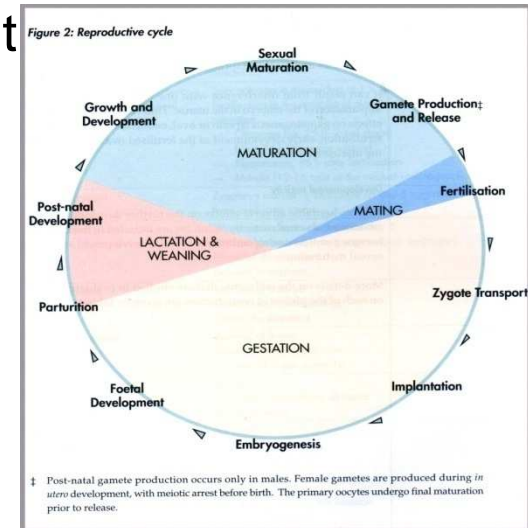 t
Figure 2: Reproductive cycle
Sexual
Maturation
Growth and
Development
Gamete Production‡
and Release
MATURATION
Post-natal
Development
Fertilisation
MATING
LACTATION &
WEANING
Parturition
Zygote Transport
GESTATION
Foetal
Development
Implantation
Embryogenesis
‡ Post-natal gamete production occurs only in males. Female gametes are produced during in
utero development, with meiotic arrest before birth. The primary oocytes undergo final maturation
prior to release.